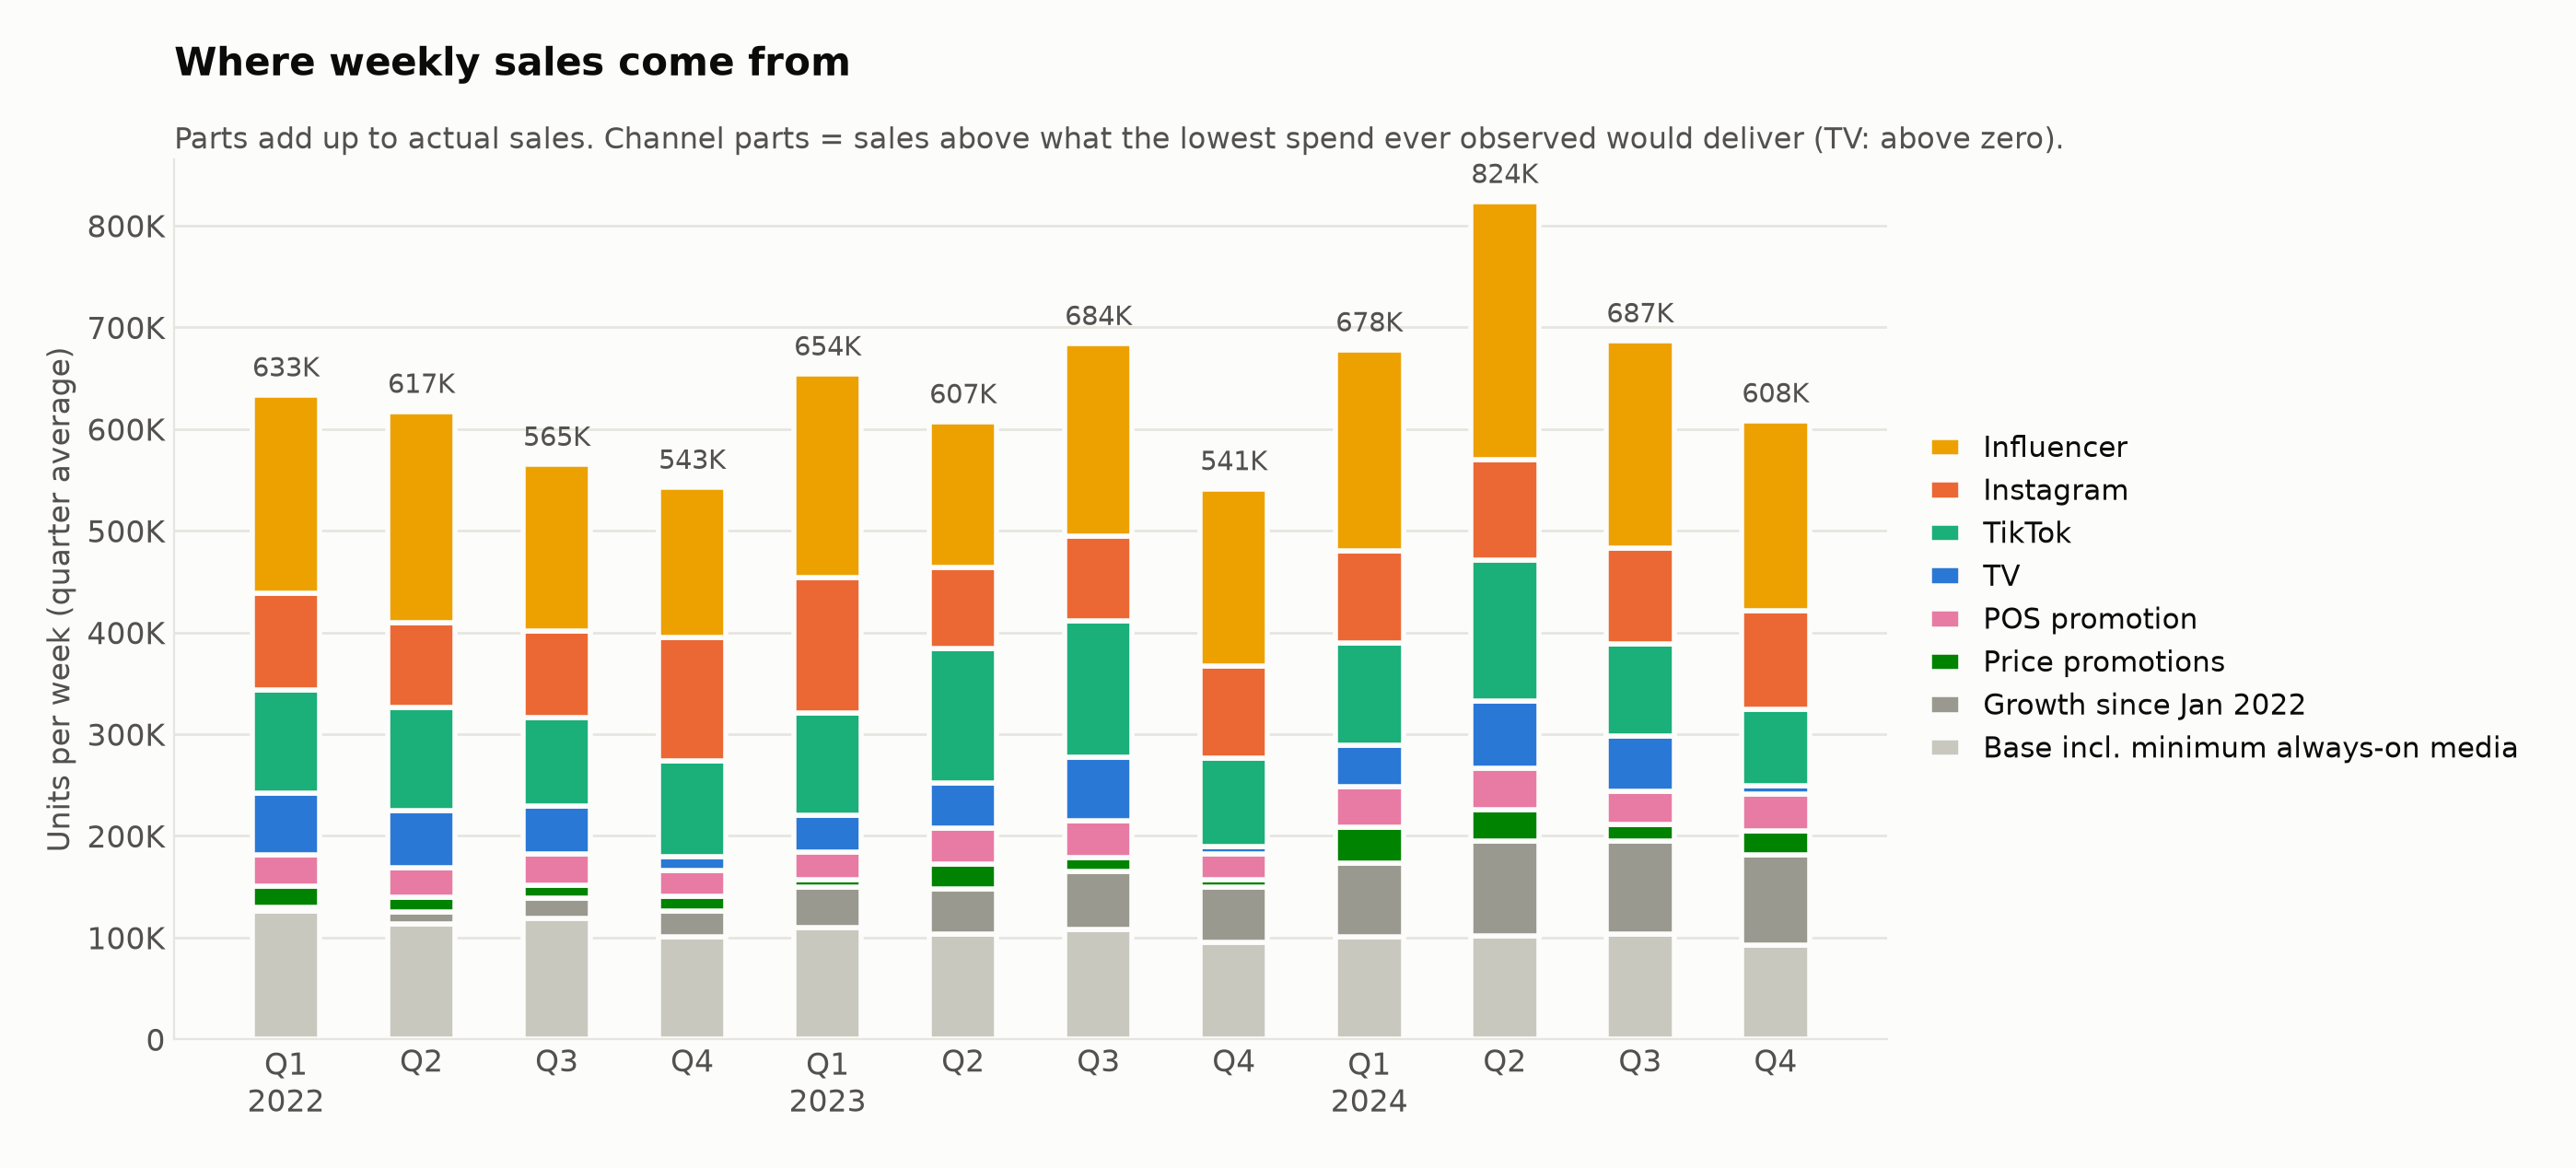 Where weekly sales come from
Parts add up to actual sales. Channel parts = sales above what the lowest spend ever observed would deliver (TV: above zero).
Units per week (quarter average)
800K
700K
600K
500K
400K
300K
200K
100K
0
633K
617K
565K
543K
654K
607K
684K
541K
678K
824K
687K
608K
Q1 Q2 Q3 Q4 Q1 Q2 Q3 Q4 Q1 Q2 Q3 Q4
2022 2023 2024
Influencer
Instagram
TikTok
TV
POS promotion
Price promotions
Growth since Jan 2022
Base incl. minimum always-on media